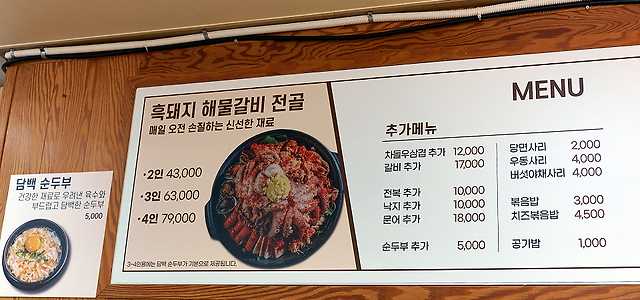 흑돼지 해물갈비 전골
매일 오전 손질하는 신선한 재료
•2인 43,000
•3인 63,000
•4인 79,000
3~4인용에는 담백 순두부가 기본으로 제공됩니다.
담백 순두부
건강한 재료로 우려낸 육수와
부드럽고 담백한 순두부
5,000
MENU
추가메뉴
차돌우삼겹 추가 12,000
갈비 추가 17,000
전복 추가 10,000
낙지 추가 10,000
문어 추가 18,000
순두부 추가 5,000
당면사리 2,000
우동사리 4,000
버섯야채사리 4,000
볶음밥 3,000
치즈볶음밥 4,500
공기밥 1,000